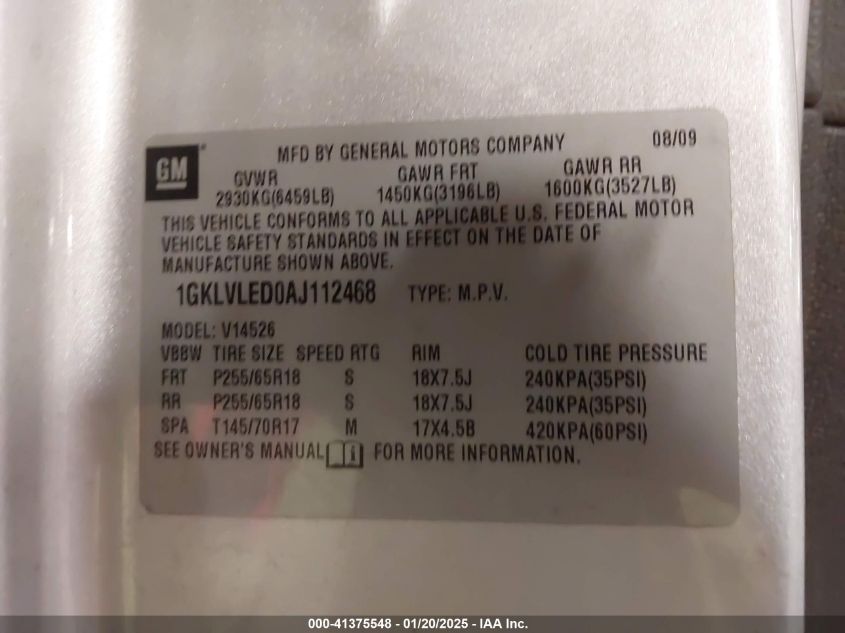 GM
MFD BY GENERAL MOTORS COMPANY 08/09
GVWR GAWR FRT GAWR RR
2930KG(6459LB) 1450KG(3196LB) 1600KG(3527LB)
THIS VEHICLE CONFORMS TO ALL APPLICABLE U.S. FEDERAL MOTOR
VEHICLE SAFETY STANDARDS IN EFFECT ON THE DATE OF
MANUFACTURE SHOWN ABOVE.
1GKLVLED0AJ112468 TYPE: M.P.V.
MODEL: V14526
VBBW TIRE SIZE SPEED RTG RIM COLD TIRE PRESSURE
FRT P255/65R18 S 18X7.5J 240KPA(35PSI)
RR P255/65R18 S 18X7.5J 240KPA(35PSI)
SPA T145/70R17 M 17X4.5B 420KPA(60PSI)
SEE OWNER'S MANUAL FOR MORE INFORMATION.
000-41375548 - 01/20/2025 - IAA Inc.